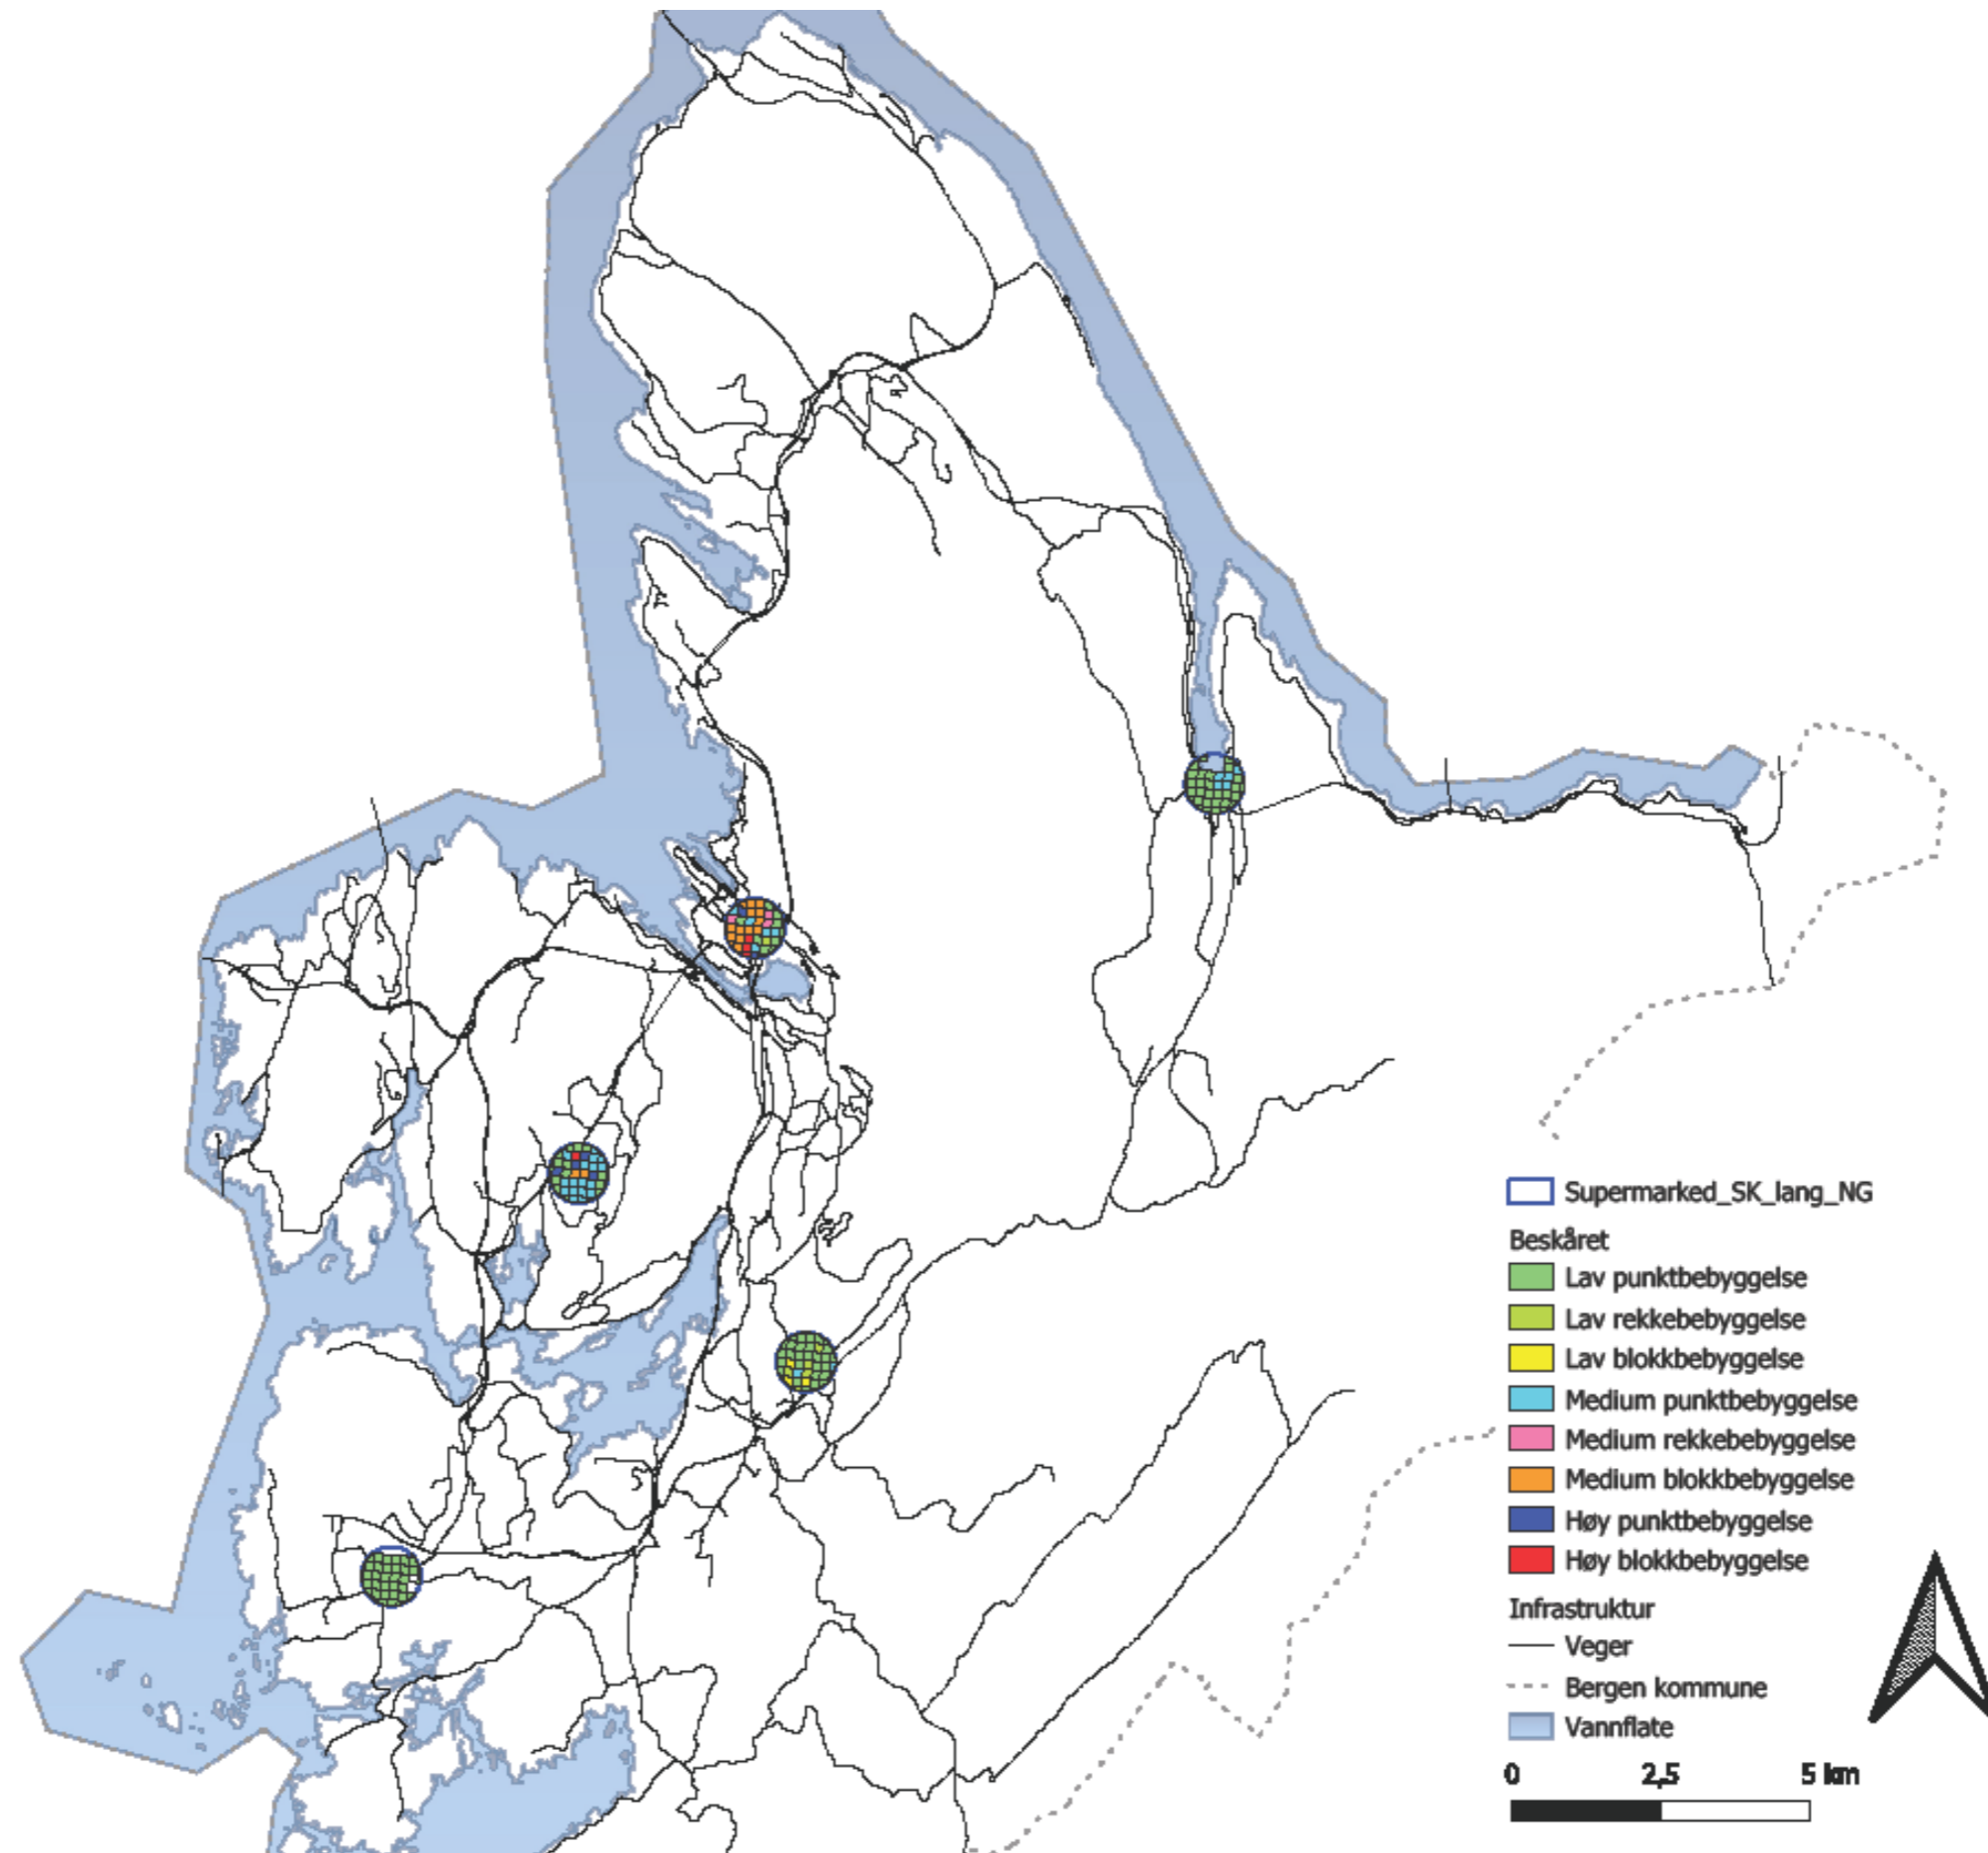 Supermarked_SK_lang_NG
Beskåret
Lav punktbebyggelse
Lav rekkebebyggelse
Lav blokkbebyggelse
Medium punktbebyggelse
Medium rekkebebyggelse
Medium blokkbebyggelse
Høy punktbebyggelse
Høy blokkbebyggelse
Infrastruktur
Veger
Bergen kommune
Vannflate
0 2,5 5 km